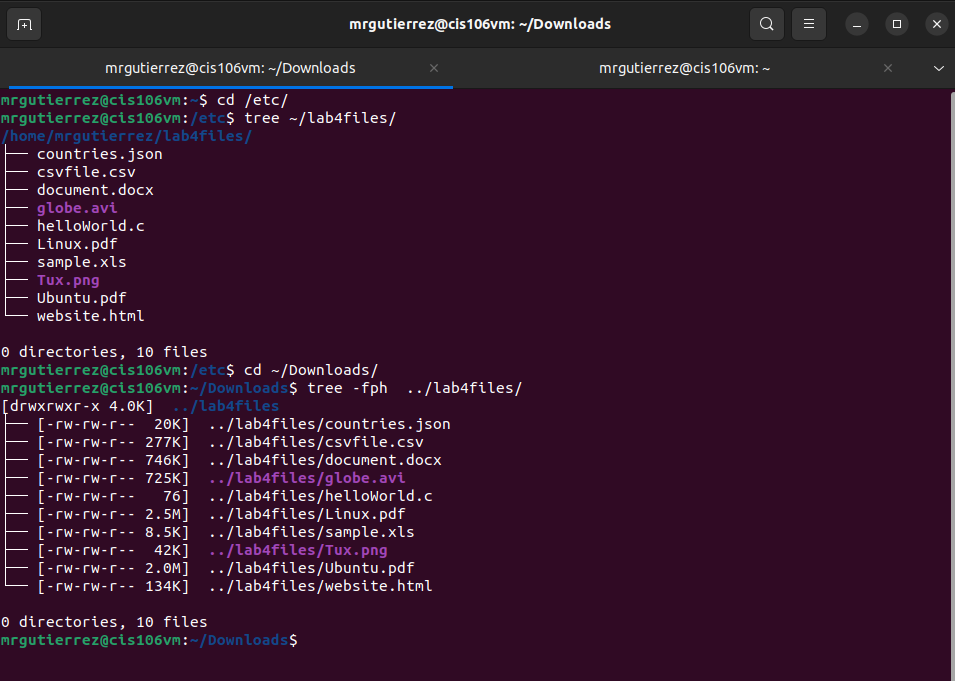 mrgutierrez@cis106vm: ~/Downloads
mrgutierrez@cis106vm: ~/Downloads
mrgutierrez@cis106vm: ~
mrgutierrez@cis106vm:~$ cd /etc/
mrgutierrez@cis106vm:/etc$ tree ~/lab4files/
/home/mrgutierrez/lab4files/
├── countries.json
├── csvfile.csv
├── document.docx
├── globe.avi
├── helloWorld.c
├── Linux.pdf
├── sample.xls
├── Tux.png
├── Ubuntu.pdf
└── website.html
0 directories, 10 files
mrgutierrez@cis106vm:/etc$ cd ~/Downloads/
mrgutierrez@cis106vm:~/Downloads$ tree -fph  ../lab4files/
[drwxrwxr-x 4.0K]  ../lab4files
├── [-rw-rw-r--  20K]  ../lab4files/countries.json
├── [-rw-rw-r-- 277K]  ../lab4files/csvfile.csv
├── [-rw-rw-r-- 746K]  ../lab4files/document.docx
├── [-rw-rw-r-- 725K]  ../lab4files/globe.avi
├── [-rw-rw-r--   76]  ../lab4files/helloWorld.c
├── [-rw-rw-r-- 2.5M]  ../lab4files/Linux.pdf
├── [-rw-rw-r-- 8.5K]  ../lab4files/sample.xls
├── [-rw-rw-r--  42K]  ../lab4files/Tux.png
├── [-rw-rw-r-- 2.0M]  ../lab4files/Ubuntu.pdf
└── [-rw-rw-r-- 134K]  ../lab4files/website.html
0 directories, 10 files
mrgutierrez@cis106vm:~/Downloads$